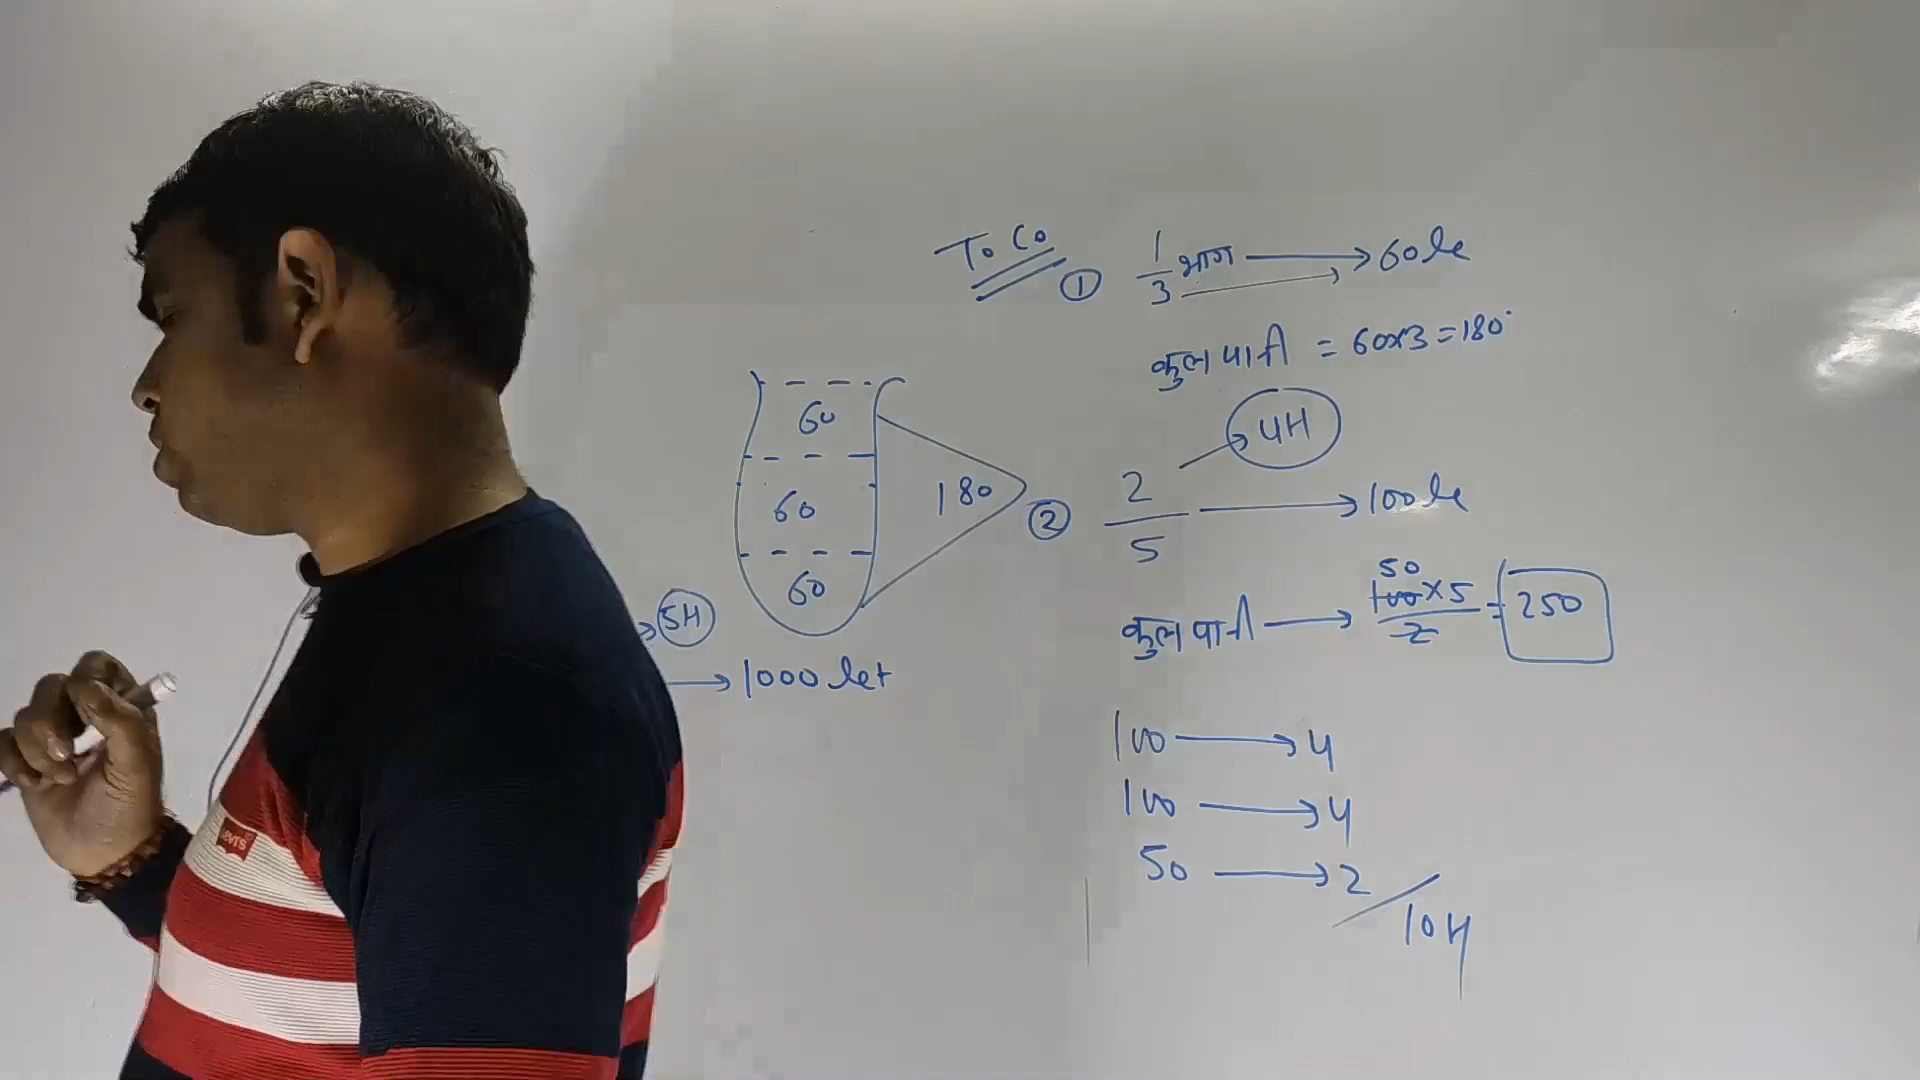 To Co
① 1/3 भाग → 60 le
कुल पानी = 60×3 = 180
4H
② 2/5 → 100 le
कुल पानी → 50 100×5 / 2 = 250
60
60
60
180
5H
→ 1000 let
100 → 4
100 → 4
50 → 2
10H
LEVI'S